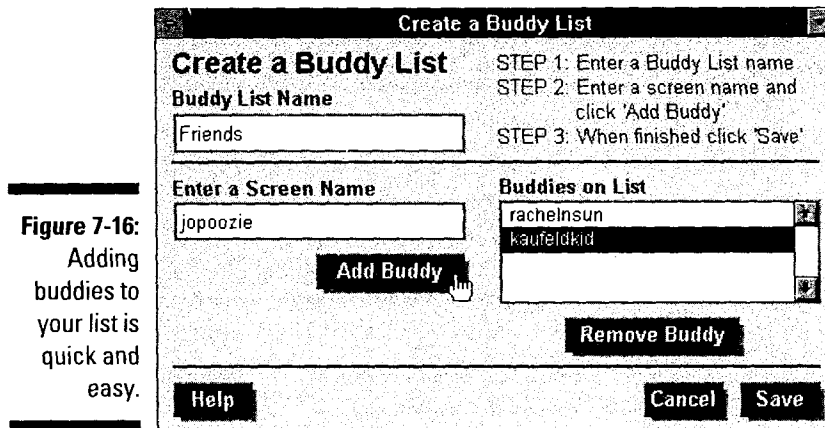 Create a Buddy List
Create a Buddy List
Buddy List Name
Friends
STEP 1: Enter a Buddy List name
STEP 2: Enter a screen name and
click 'Add Buddy'
STEP 3: When finished click 'Save'
Enter a Screen Name
jopoozie
Add Buddy
Buddies on List
rachelnsun
kaufeldkid
Remove Buddy
Help
Cancel
Save
Figure 7-16:
Adding
buddies to
your list is
quick and
easy.